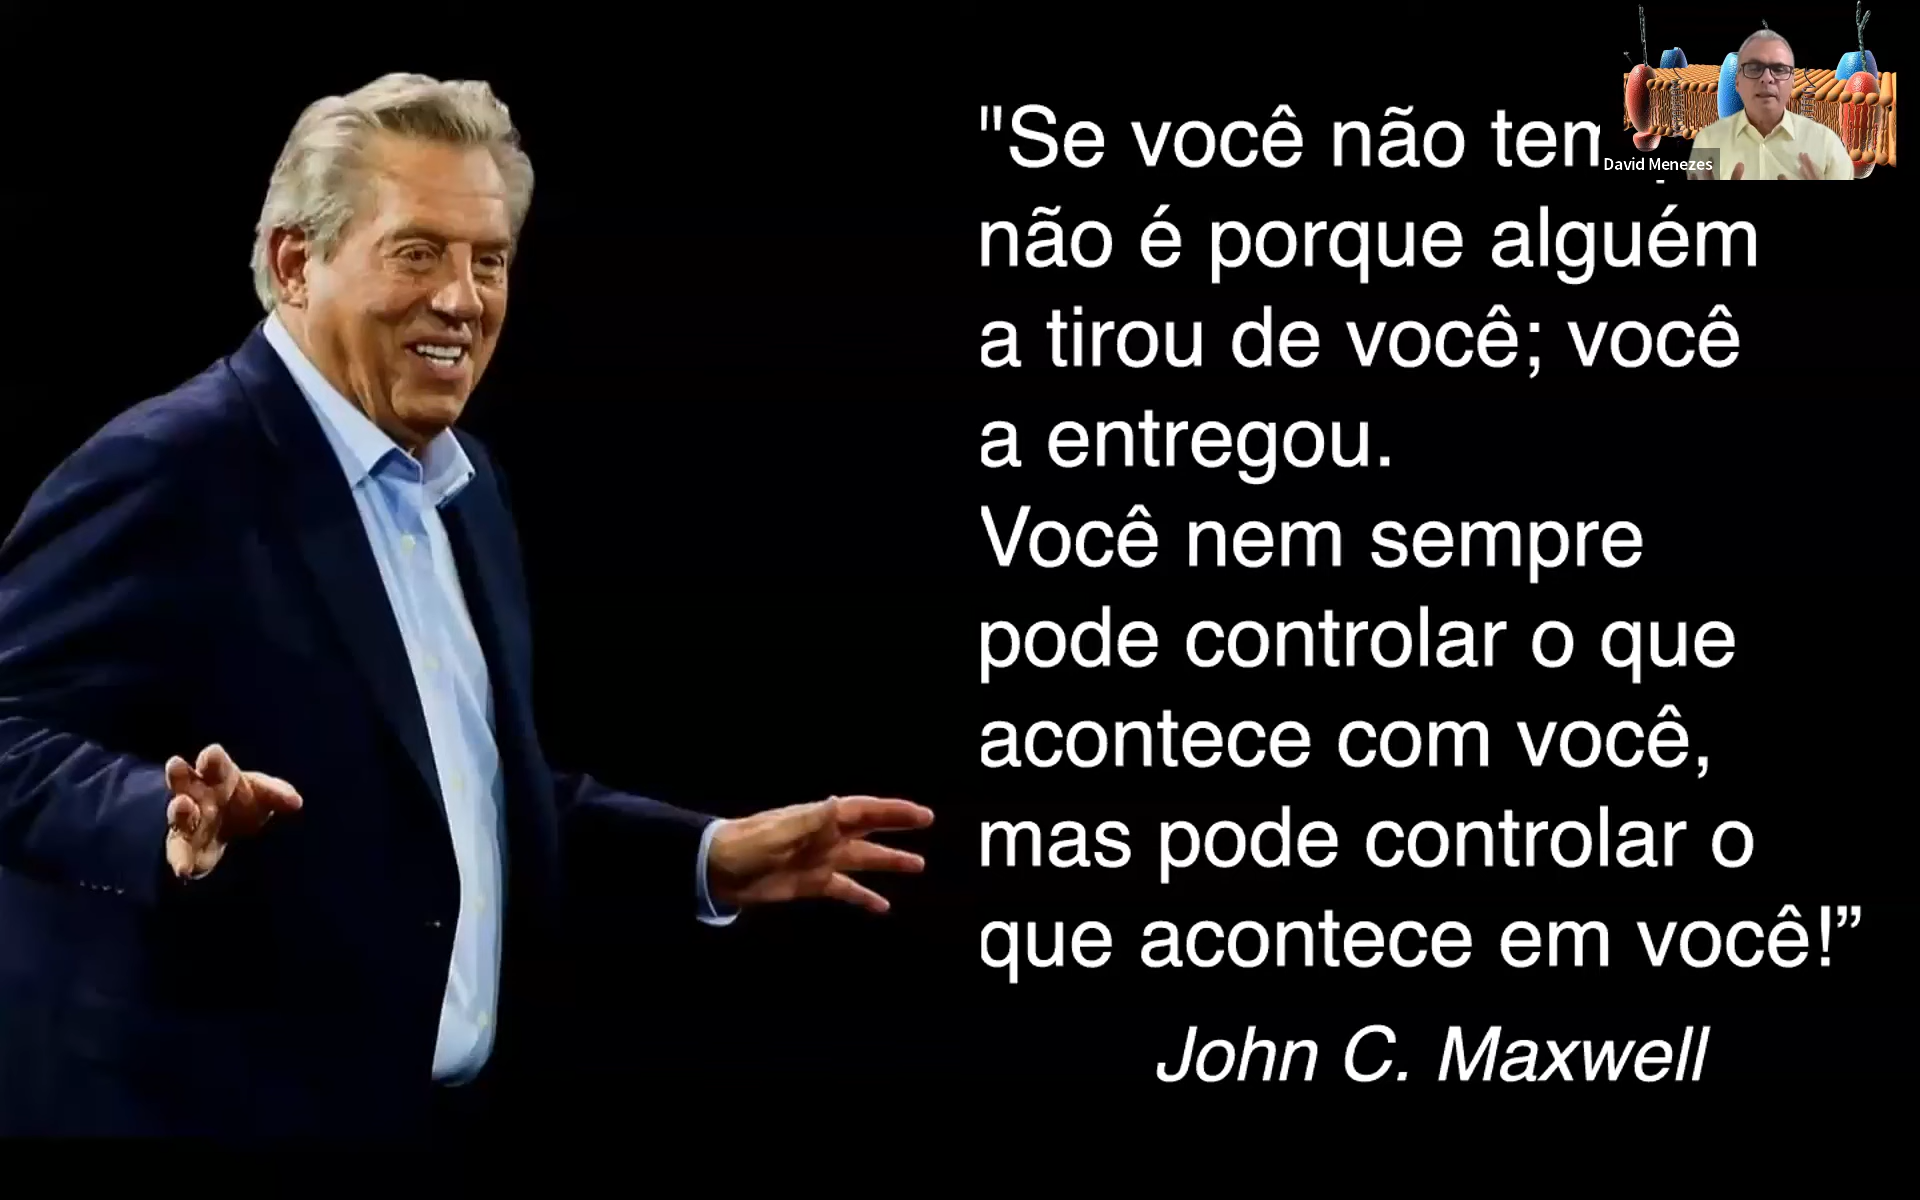 "Se você não tem
não é porque alguém
a tirou de você; você
a entregou.
Você nem sempre
pode controlar o que
acontece com você,
mas pode controlar o
que acontece em você!”
John C. Maxwell
David Menezes